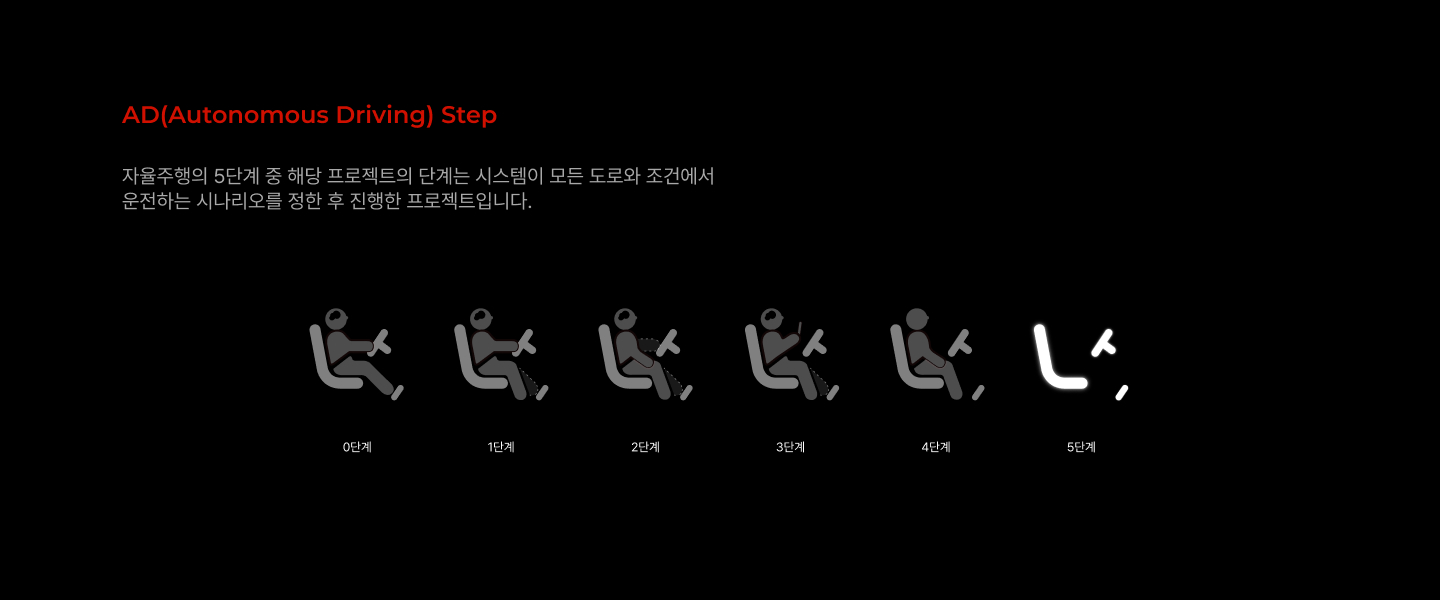 AD(Autonomous Driving) Step
자율주행의 5단계 중 해당 프로젝트의 단계는 시스템이 모든 도로와 조건에서
운전하는 시나리오를 정한 후 진행한 프로젝트입니다.
0단계
1단계
2단계
3단계
4단계
5단계